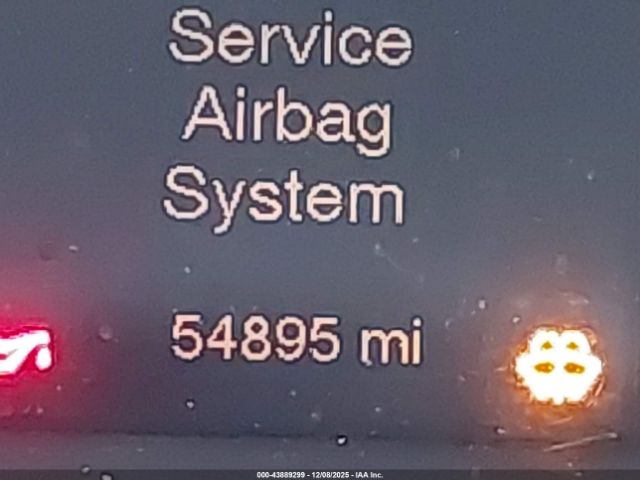 Service
Airbag
System
54895 mi
000-43889299 - 12/08/2025 - IAA Inc.